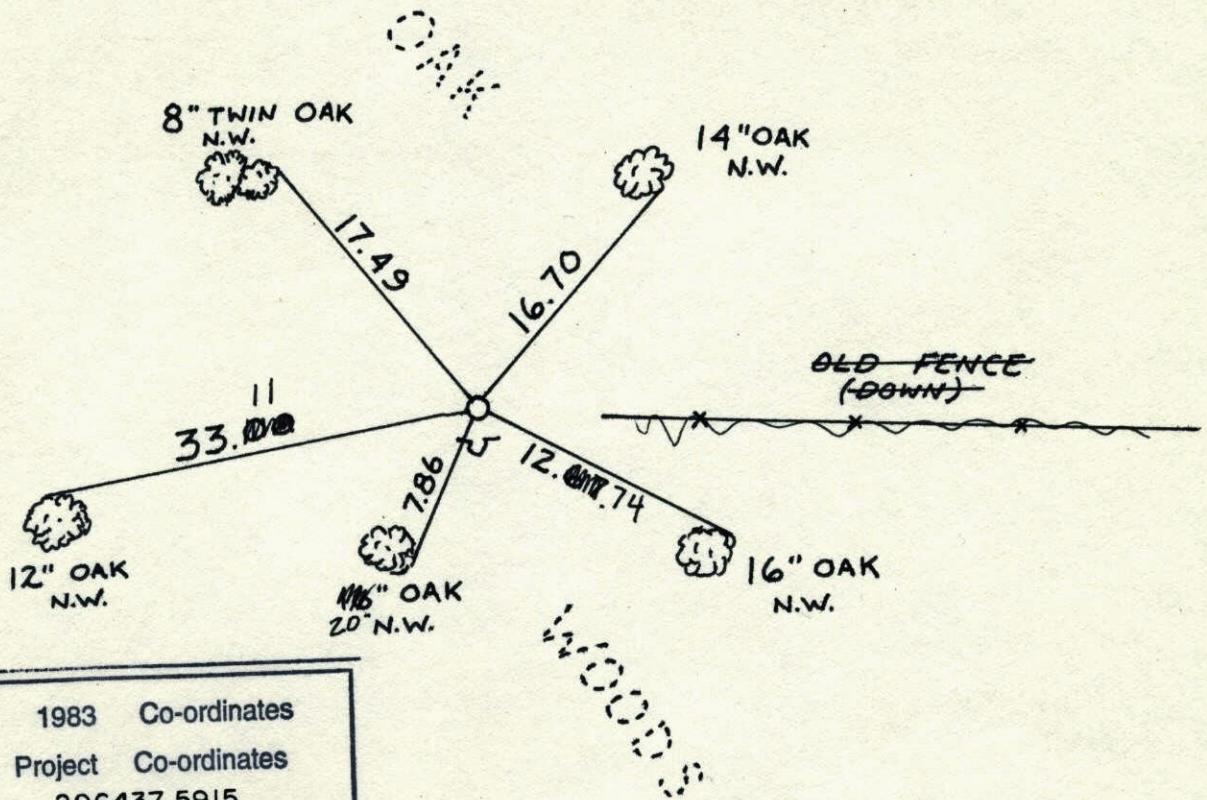 OAK
8" TWIN OAK
N.W.
14" OAK
N.W.
17.49
16.70
OLD FENCE
(DOWN)
11
33.
7.86
12. .74
12" OAK
N.W.
" OAK
20" N.W.
16" OAK
N.W.
WOODS
1983 Co-ordinates
Project Co-ordinates